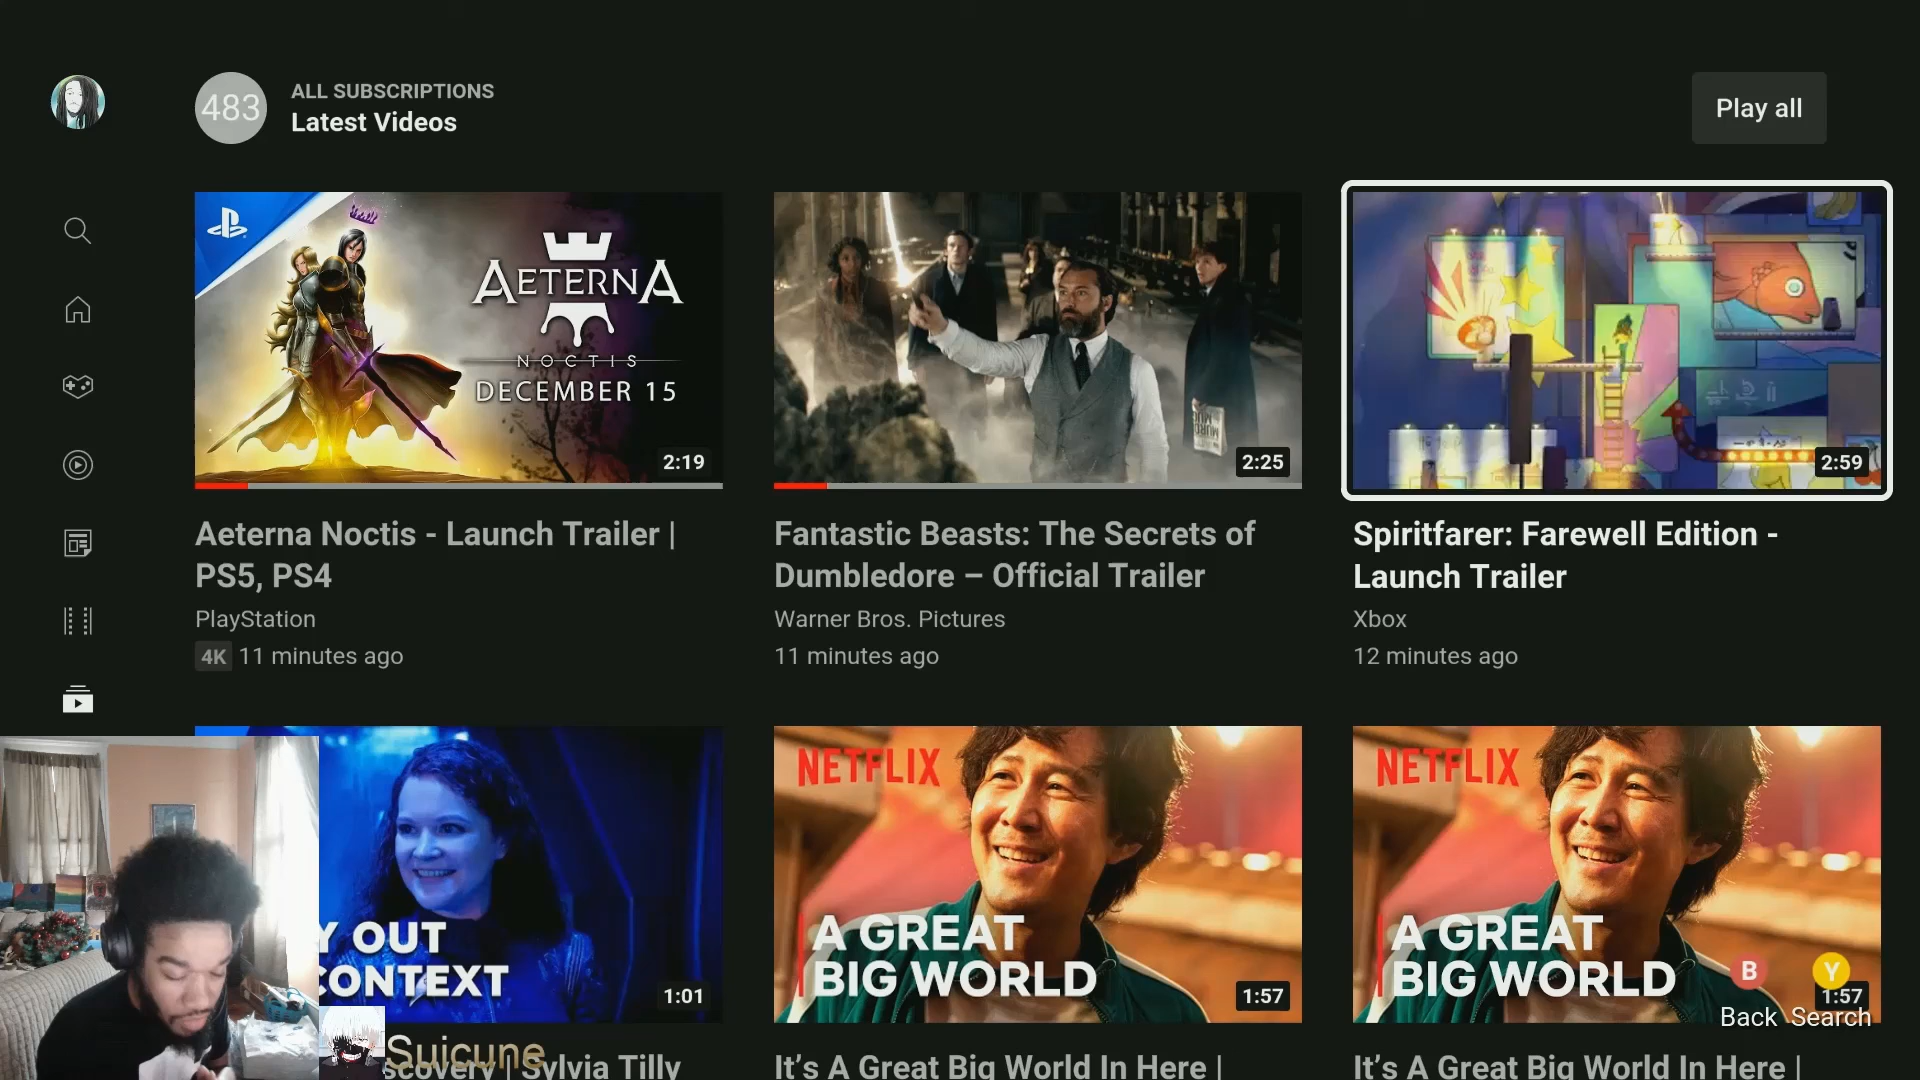 483
ALL SUBSCRIPTIONS
Latest Videos
Play all
AETERNA
NOCTIS
DECEMBER 15
2:19
2:25
2:59
Aeterna Noctis - Launch Trailer |
PS5, PS4
PlayStation
4K 11 minutes ago
Fantastic Beasts: The Secrets of
Dumbledore – Official Trailer
Warner Bros. Pictures
11 minutes ago
Spiritfarer: Farewell Edition -
Launch Trailer
Xbox
12 minutes ago
Y OUT
CONTEXT
1:01
NETFLIX
A GREAT
BIG WORLD
1:57
NETFLIX
A GREAT
BIG WORLD
1:57
B
Y
Back
Search
Suicune
scovery | Sylvia Tilly
It's A Great Big World In Here |
It's A Great Big World In Here |